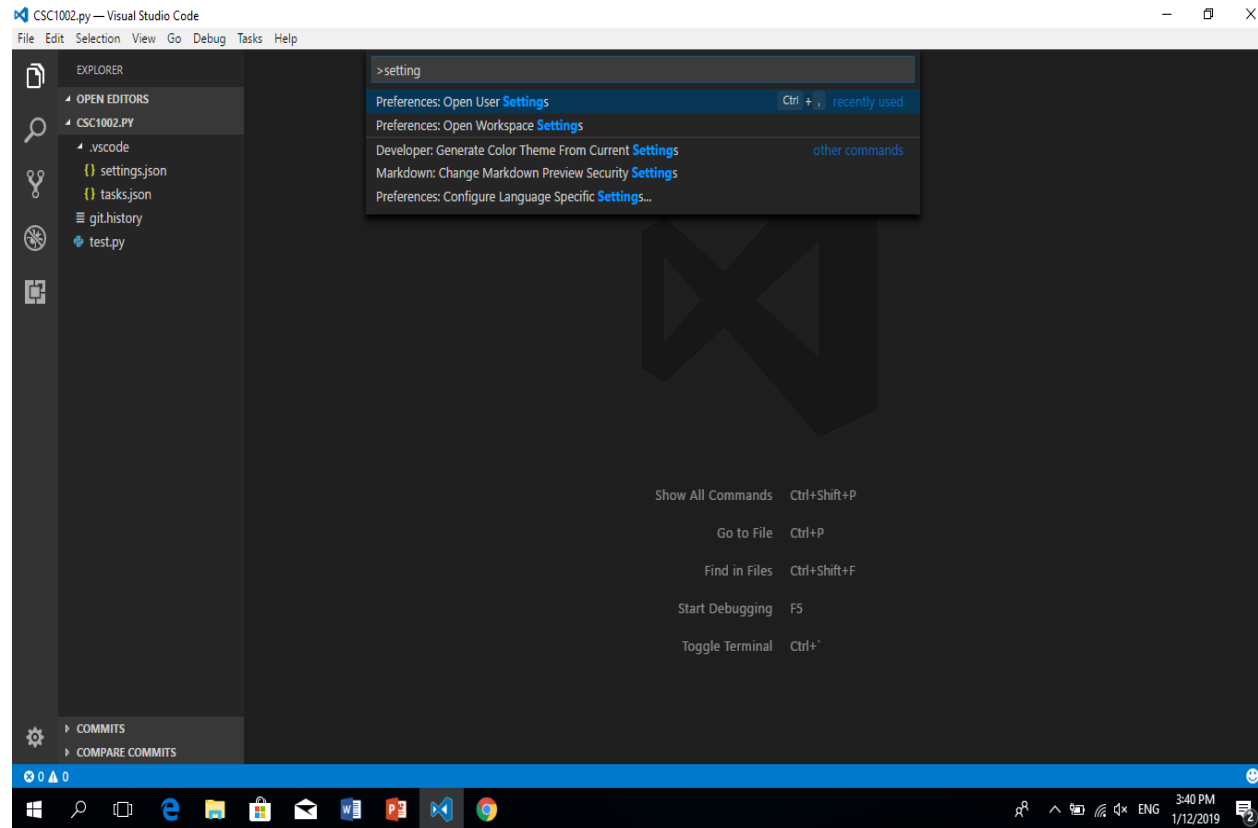 CSC1002.py — Visual Studio Code
File Edit Selection View Go Debug Tasks Help
EXPLORER
OPEN EDITORS
CSC1002.PY
.vscode
{} settings.json
{} tasks.json
git.history
test.py
>setting
Preferences: Open User Settings Ctrl + , recently used
Preferences: Open Workspace Settings
Developer: Generate Color Theme From Current Settings other commands
Markdown: Change Markdown Preview Security Settings
Preferences: Configure Language Specific Settings...
Show All Commands Ctrl+Shift+P
Go to File Ctrl+P
Find in Files Ctrl+Shift+F
Start Debugging F5
Toggle Terminal Ctrl+`
COMMITS
COMPARE COMMITS
0 0
ENG
3:40 PM
1/12/2019
2